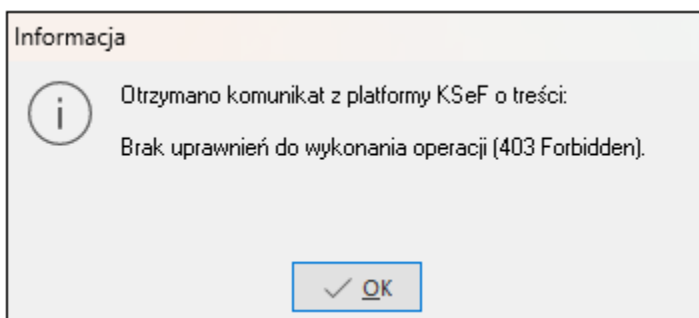 Informacja
Otrzymano komunikat z platformy KSeF o treści:
Brak uprawnień do wykonania operacji (403 Forbidden).
OK